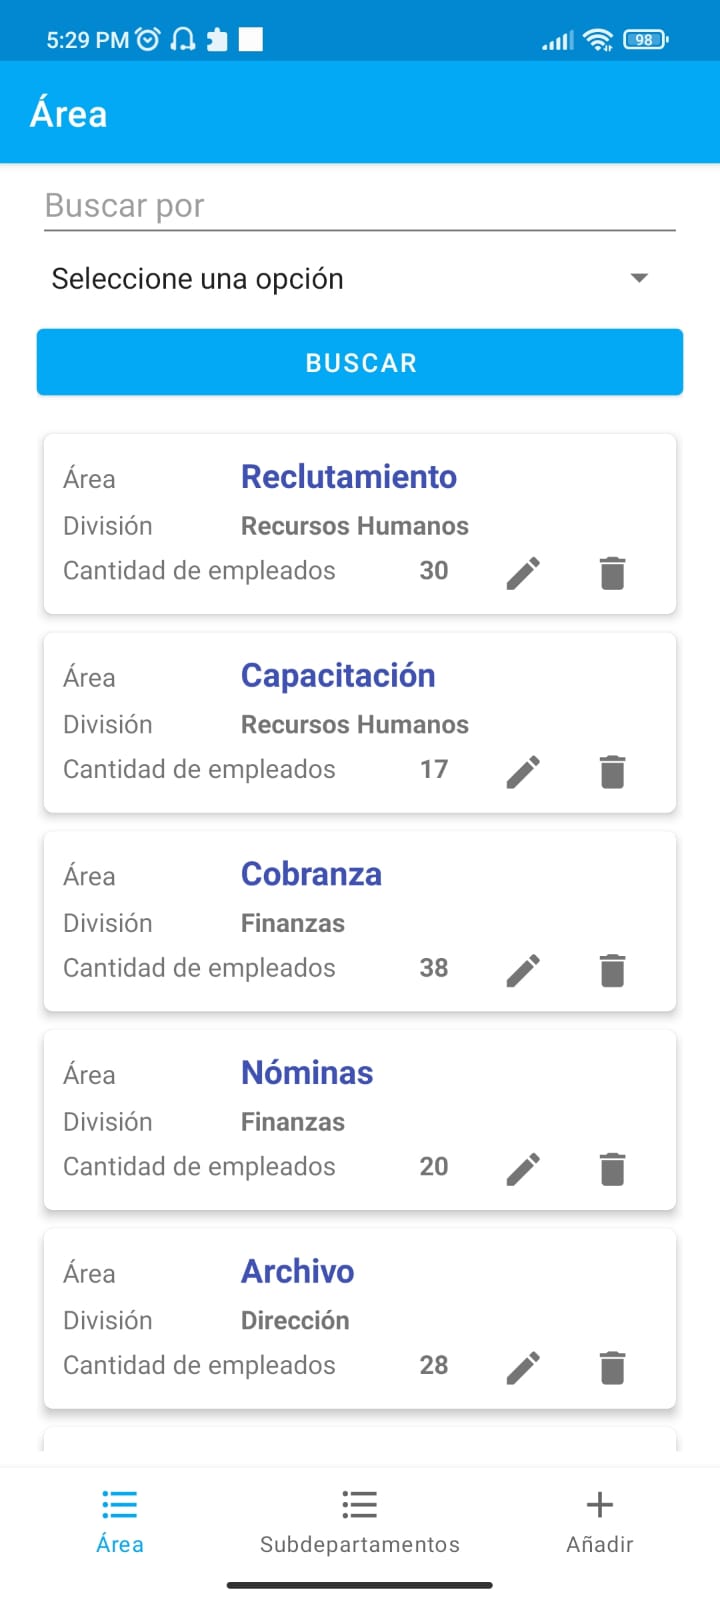 5:29 PM
98
Área
Buscar por
Seleccione una opción
BUSCAR
Área Reclutamiento
División Recursos Humanos
Cantidad de empleados 30
Área Capacitación
División Recursos Humanos
Cantidad de empleados 17
Área Cobranza
División Finanzas
Cantidad de empleados 38
Área Nóminas
División Finanzas
Cantidad de empleados 20
Área Archivo
División Dirección
Cantidad de empleados 28
Área Subdepartamentos Añadir